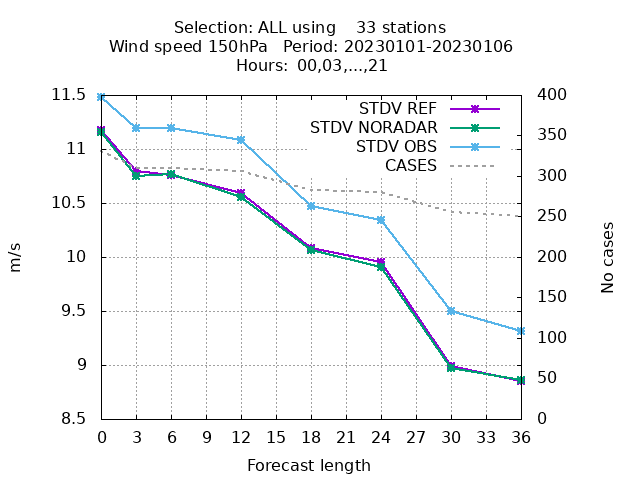 Selection: ALL using    33 stations
Wind speed 150hPa   Period: 20230101-20230106
Hours: 00,03,...,21
STDV REF
STDV NORADAR
STDV OBS
CASES
11.5
11
10.5
10
9.5
9
8.5
m/s
400
350
300
250
200
150
100
50
0
No cases
0 3 6 9 12 15 18 21 24 27 30 33 36
Forecast length